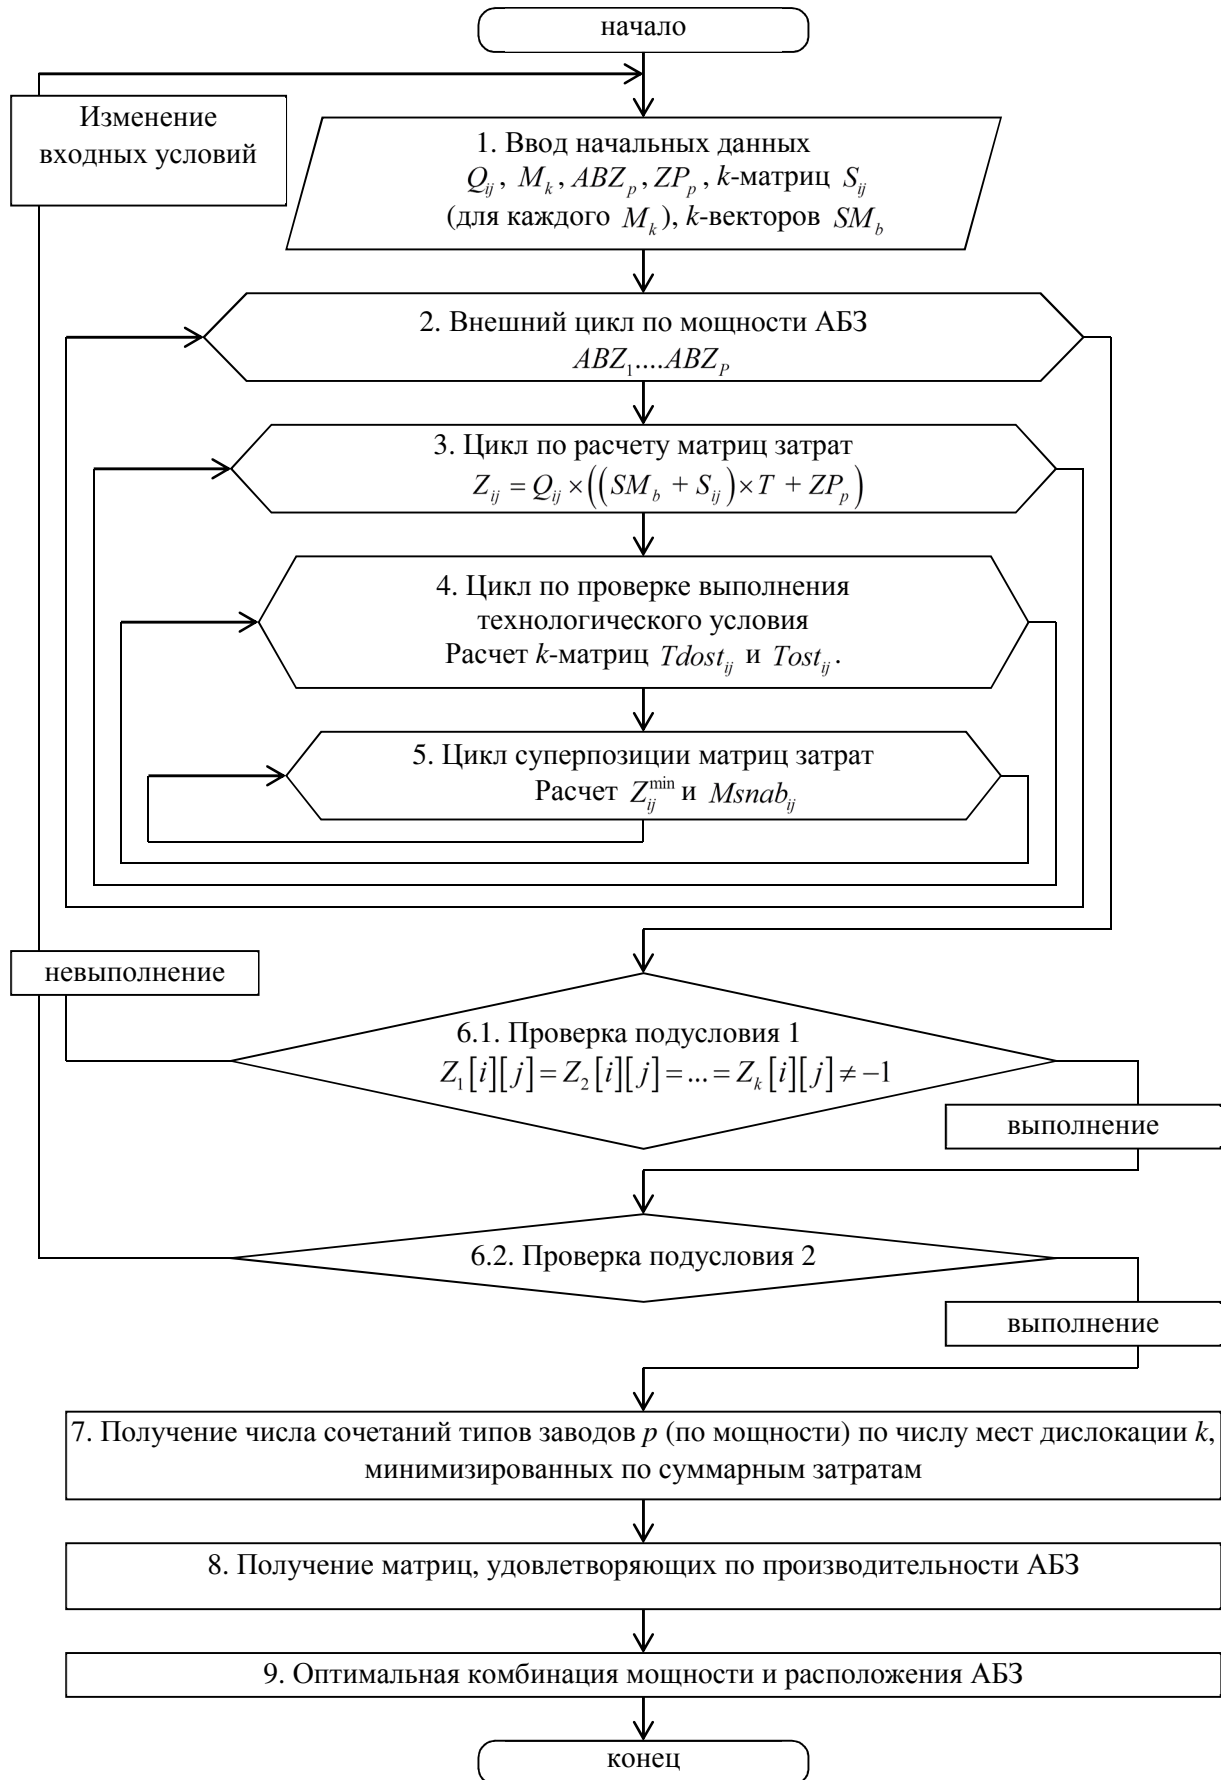 начало
Изменение
входных условий
1. Ввод начальных данных
Q_ij, M_k, ABZ_p, ZP_p, k-матриц S_ij
(для каждого M_k), k-векторов SM_b
2. Внешний цикл по мощности АБЗ
ABZ_1....ABZ_P
3. Цикл по расчету матриц затрат
Z_ij = Q_ij × ((SM_b + S_ij) × T + ZP_p)
4. Цикл по проверке выполнения
технологического условия
Расчет k-матриц Tdost_ij и Tost_ij.
5. Цикл суперпозиции матриц затрат
Расчет Z_ij^min и Msnab_ij
невыполнение
6.1. Проверка подусловия 1
Z_1[i][j] = Z_2[i][j] = ... = Z_k[i][j] ≠ −1
выполнение
6.2. Проверка подусловия 2
выполнение
7. Получение числа сочетаний типов заводов p (по мощности) по числу мест дислокации k,
минимизированных по суммарным затратам
8. Получение матриц, удовлетворяющих по производительности АБЗ
9. Оптимальная комбинация мощности и расположения АБЗ
конец